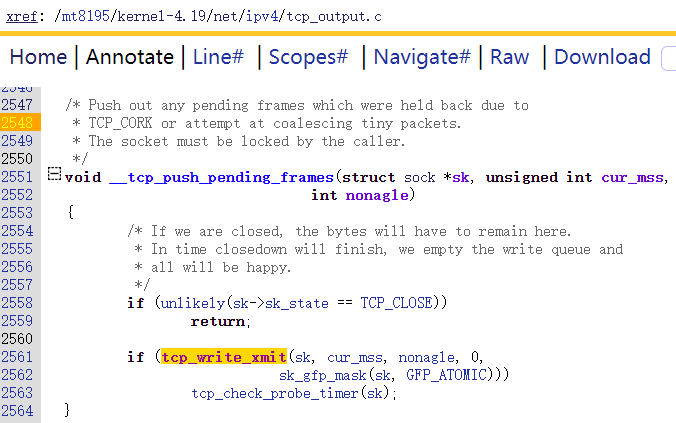 xref: /mt8195/kernel-4.19/net/ipv4/tcp_output.c
Home | Annotate | Line# | Scopes# | Navigate# | Raw | Download
2546
2547 /* Push out any pending frames which were held back due to
2548 * TCP_CORK or attempt at coalescing tiny packets.
2549 * The socket must be locked by the caller.
2550 */
2551 void __tcp_push_pending_frames(struct sock *sk, unsigned int cur_mss,
2552 int nonagle)
2553 {
2554 /* If we are closed, the bytes will have to remain here.
2555 * In time closedown will finish, we empty the write queue and
2556 * all will be happy.
2557 */
2558 if (unlikely(sk->sk_state == TCP_CLOSE))
2559 return;
2560
2561 if (tcp_write_xmit(sk, cur_mss, nonagle, 0,
2562 sk_gfp_mask(sk, GFP_ATOMIC)))
2563 tcp_check_probe_timer(sk);
2564 }